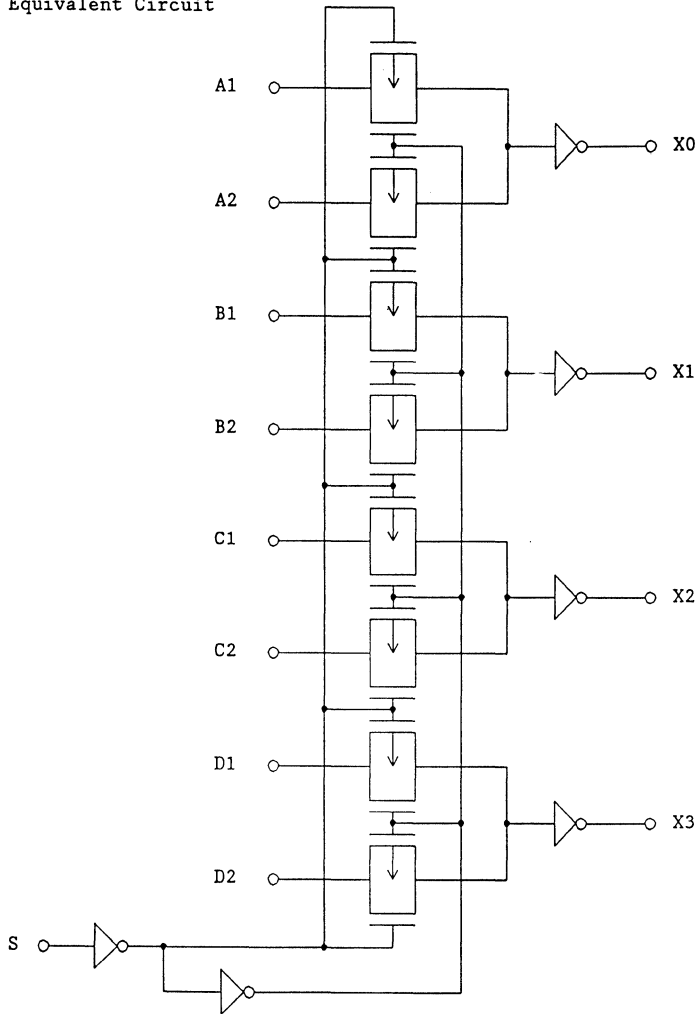 Equivalent Circuit
A1
X0
A2
B1
X1
B2
C1
X2
C2
D1
X3
D2
S